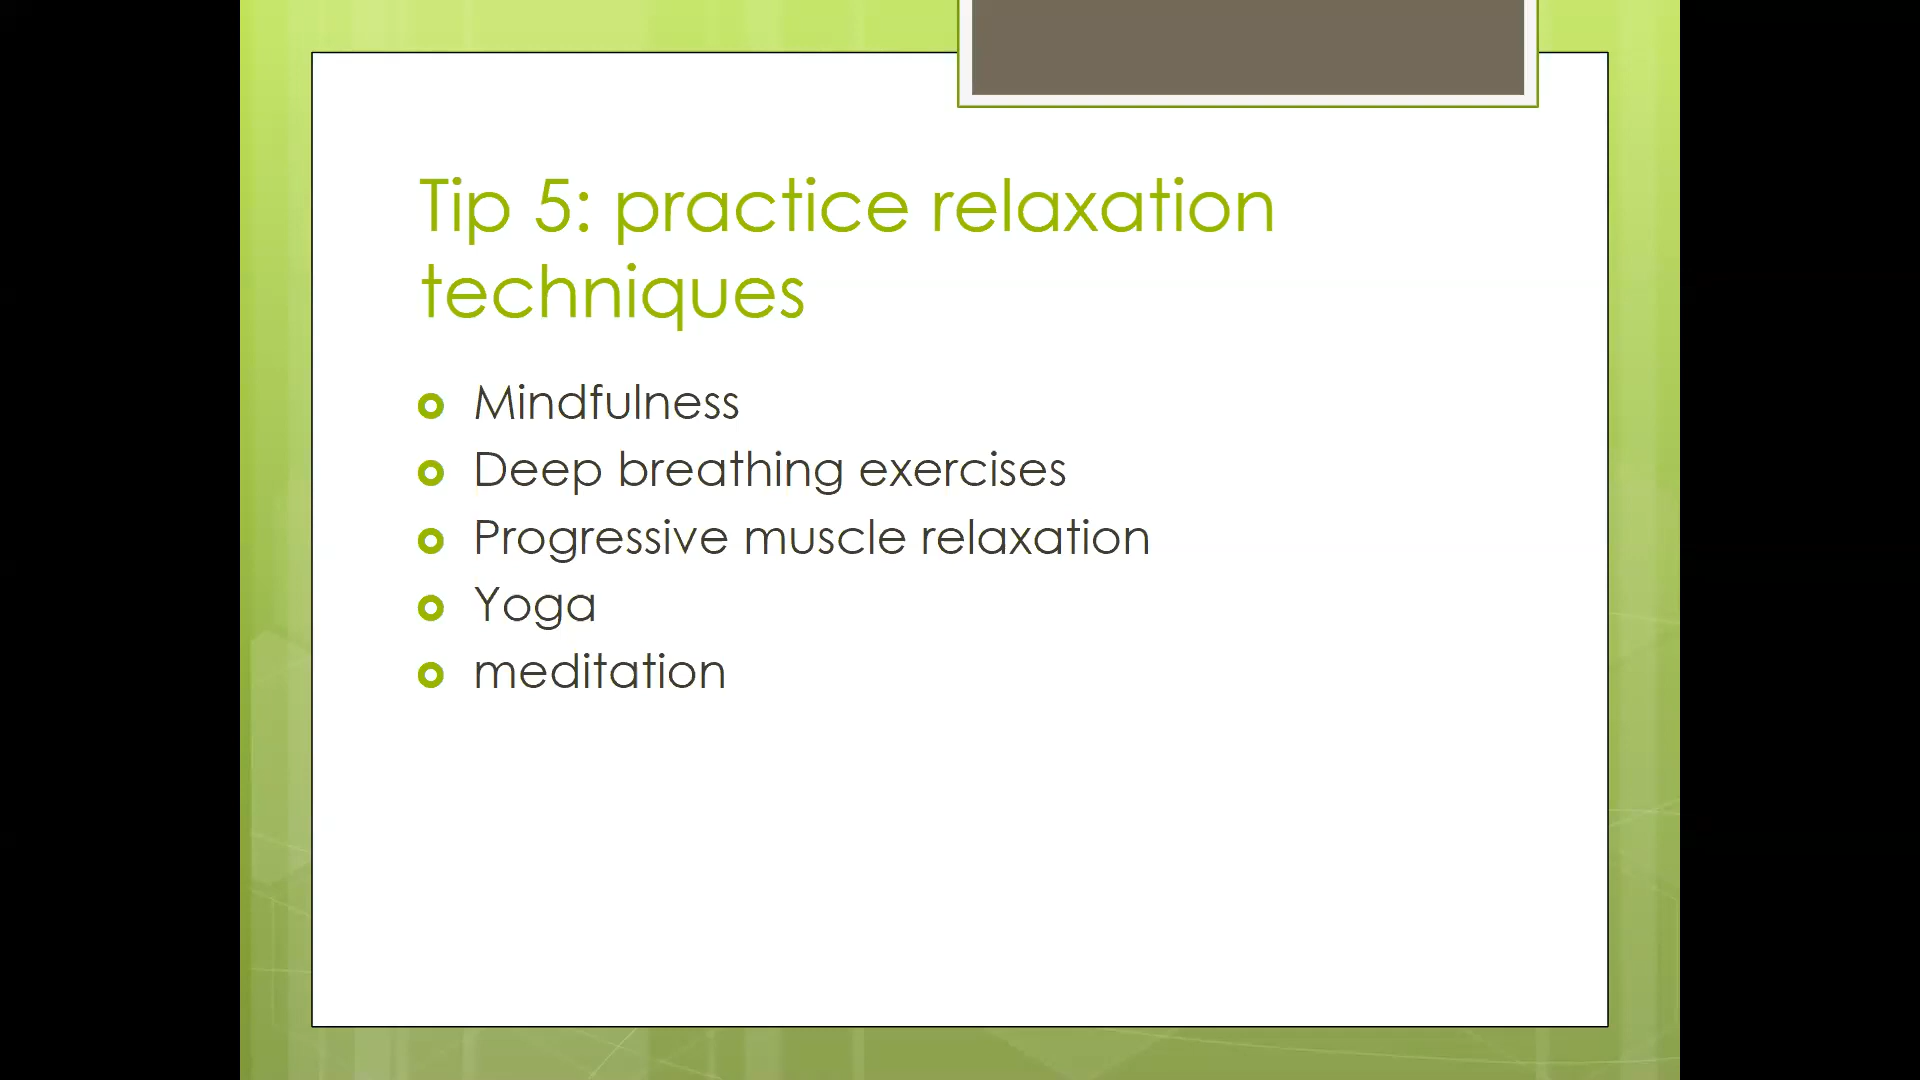 Tip 5: practice relaxation
techniques
Mindfulness
Deep breathing exercises
Progressive muscle relaxation
Yoga
meditation